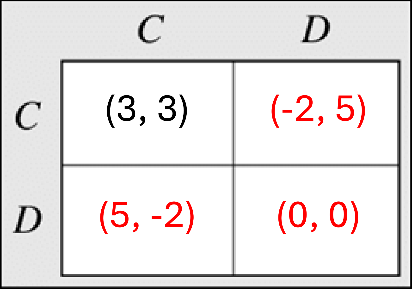 C D
C (3, 3) (-2, 5)
D (5, -2) (0, 0)